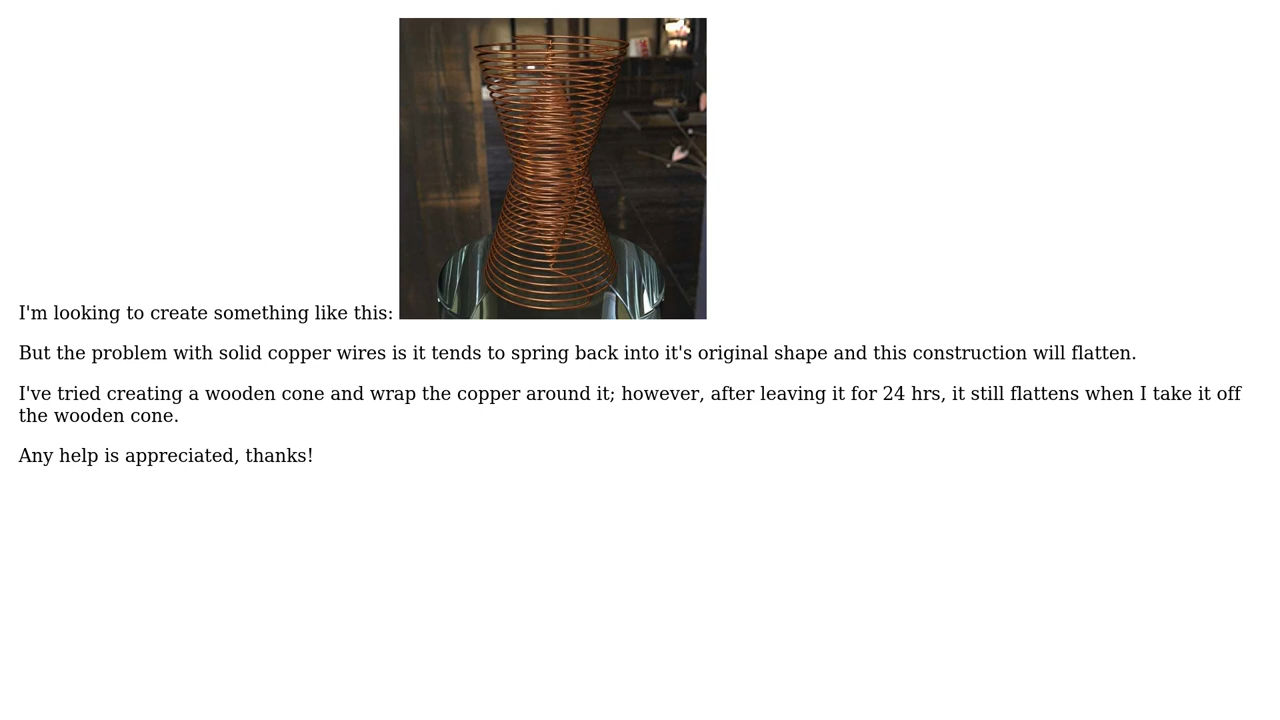 I'm looking to create something like this:
But the problem with solid copper wires is it tends to spring back into it's original shape and this construction will flatten.
I've tried creating a wooden cone and wrap the copper around it; however, after leaving it for 24 hrs, it still flattens when I take it off
the wooden cone.
Any help is appreciated, thanks!